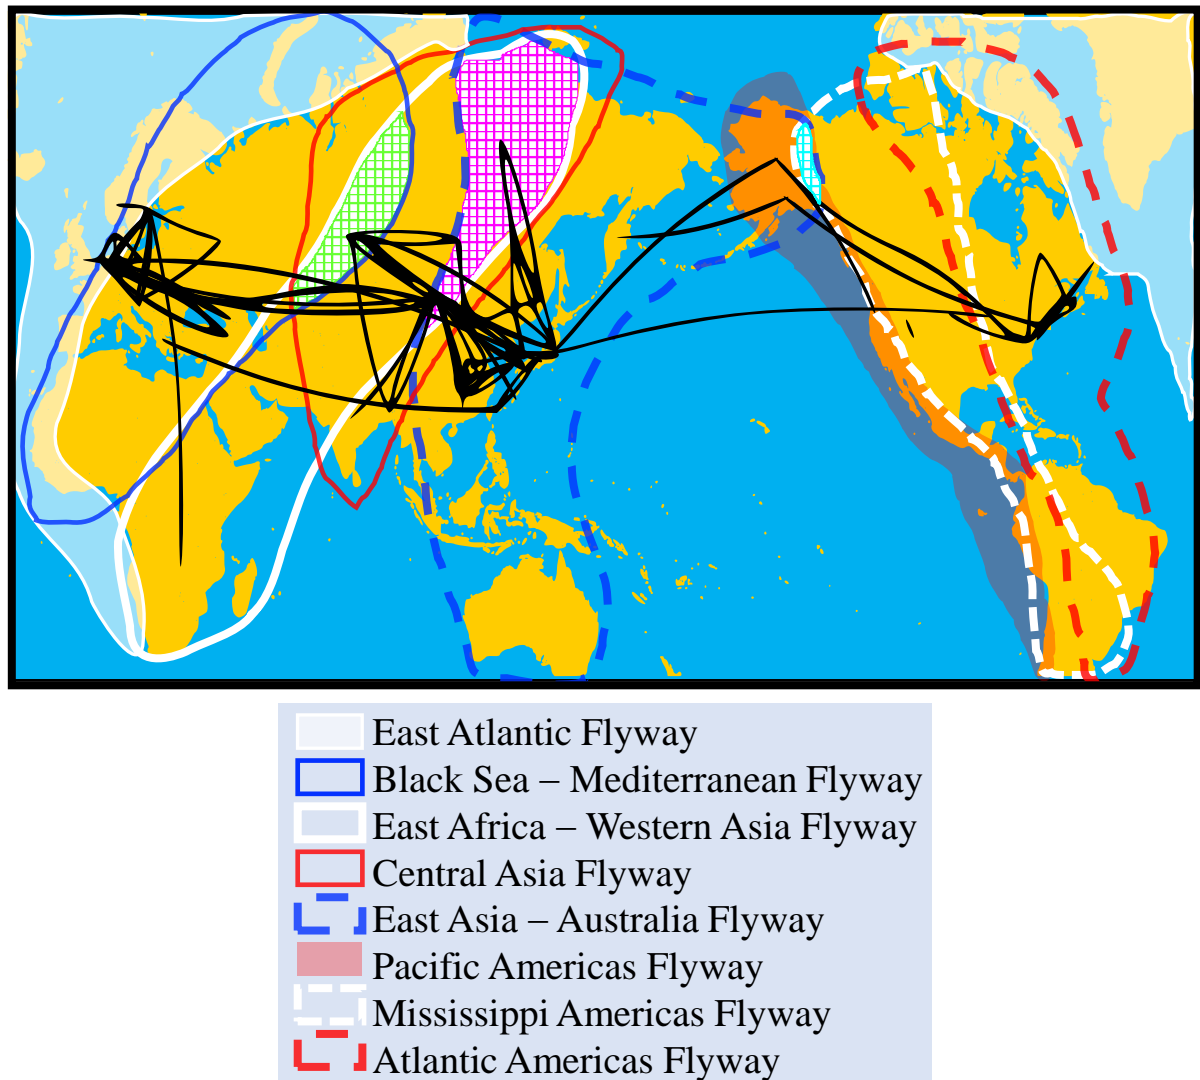 East Atlantic Flyway
Black Sea – Mediterranean Flyway
East Africa – Western Asia Flyway
Central Asia Flyway
East Asia – Australia Flyway
Pacific Americas Flyway
Mississippi Americas Flyway
Atlantic Americas Flyway